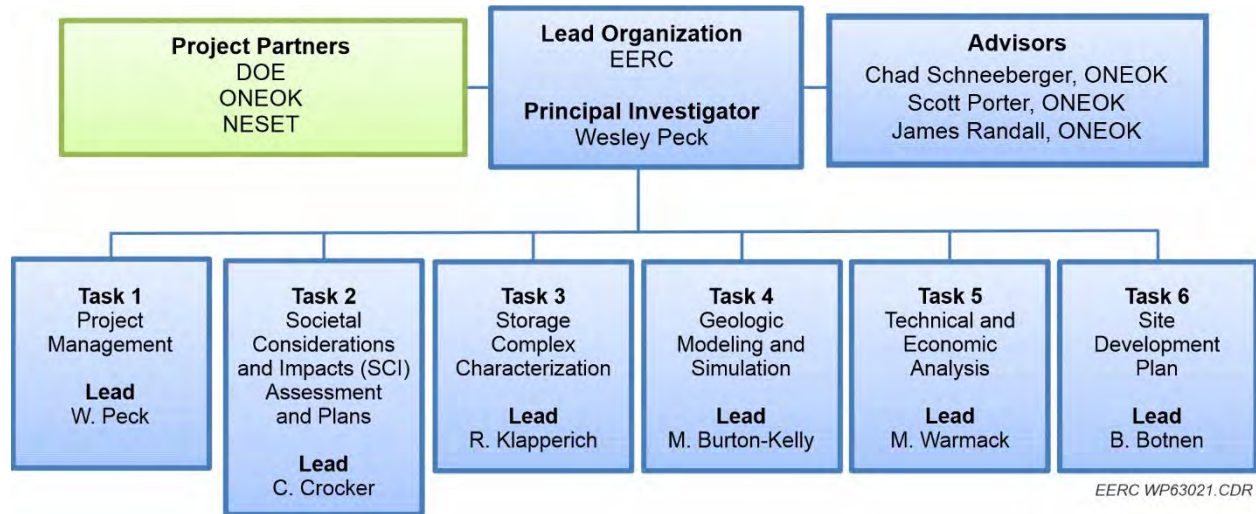 Project Partners
DOE
ONEOK
NESET
Lead Organization
EERC
Principal Investigator
Wesley Peck
Advisors
Chad Schneeberger, ONEOK
Scott Porter, ONEOK
James Randall, ONEOK
Task 1
Project
Management
Lead
W. Peck
Task 2
Societal
Considerations
and Impacts (SCI)
Assessment
and Plans
Lead
C. Crocker
Task 3
Storage
Complex
Characterization
Lead
R. Klapperich
Task 4
Geologic
Modeling and
Simulation
Lead
M. Burton-Kelly
Task 5
Technical and
Economic
Analysis
Lead
M. Warmack
Task 6
Site
Development
Plan
Lead
B. Botnen
EERC WP63021.CDR